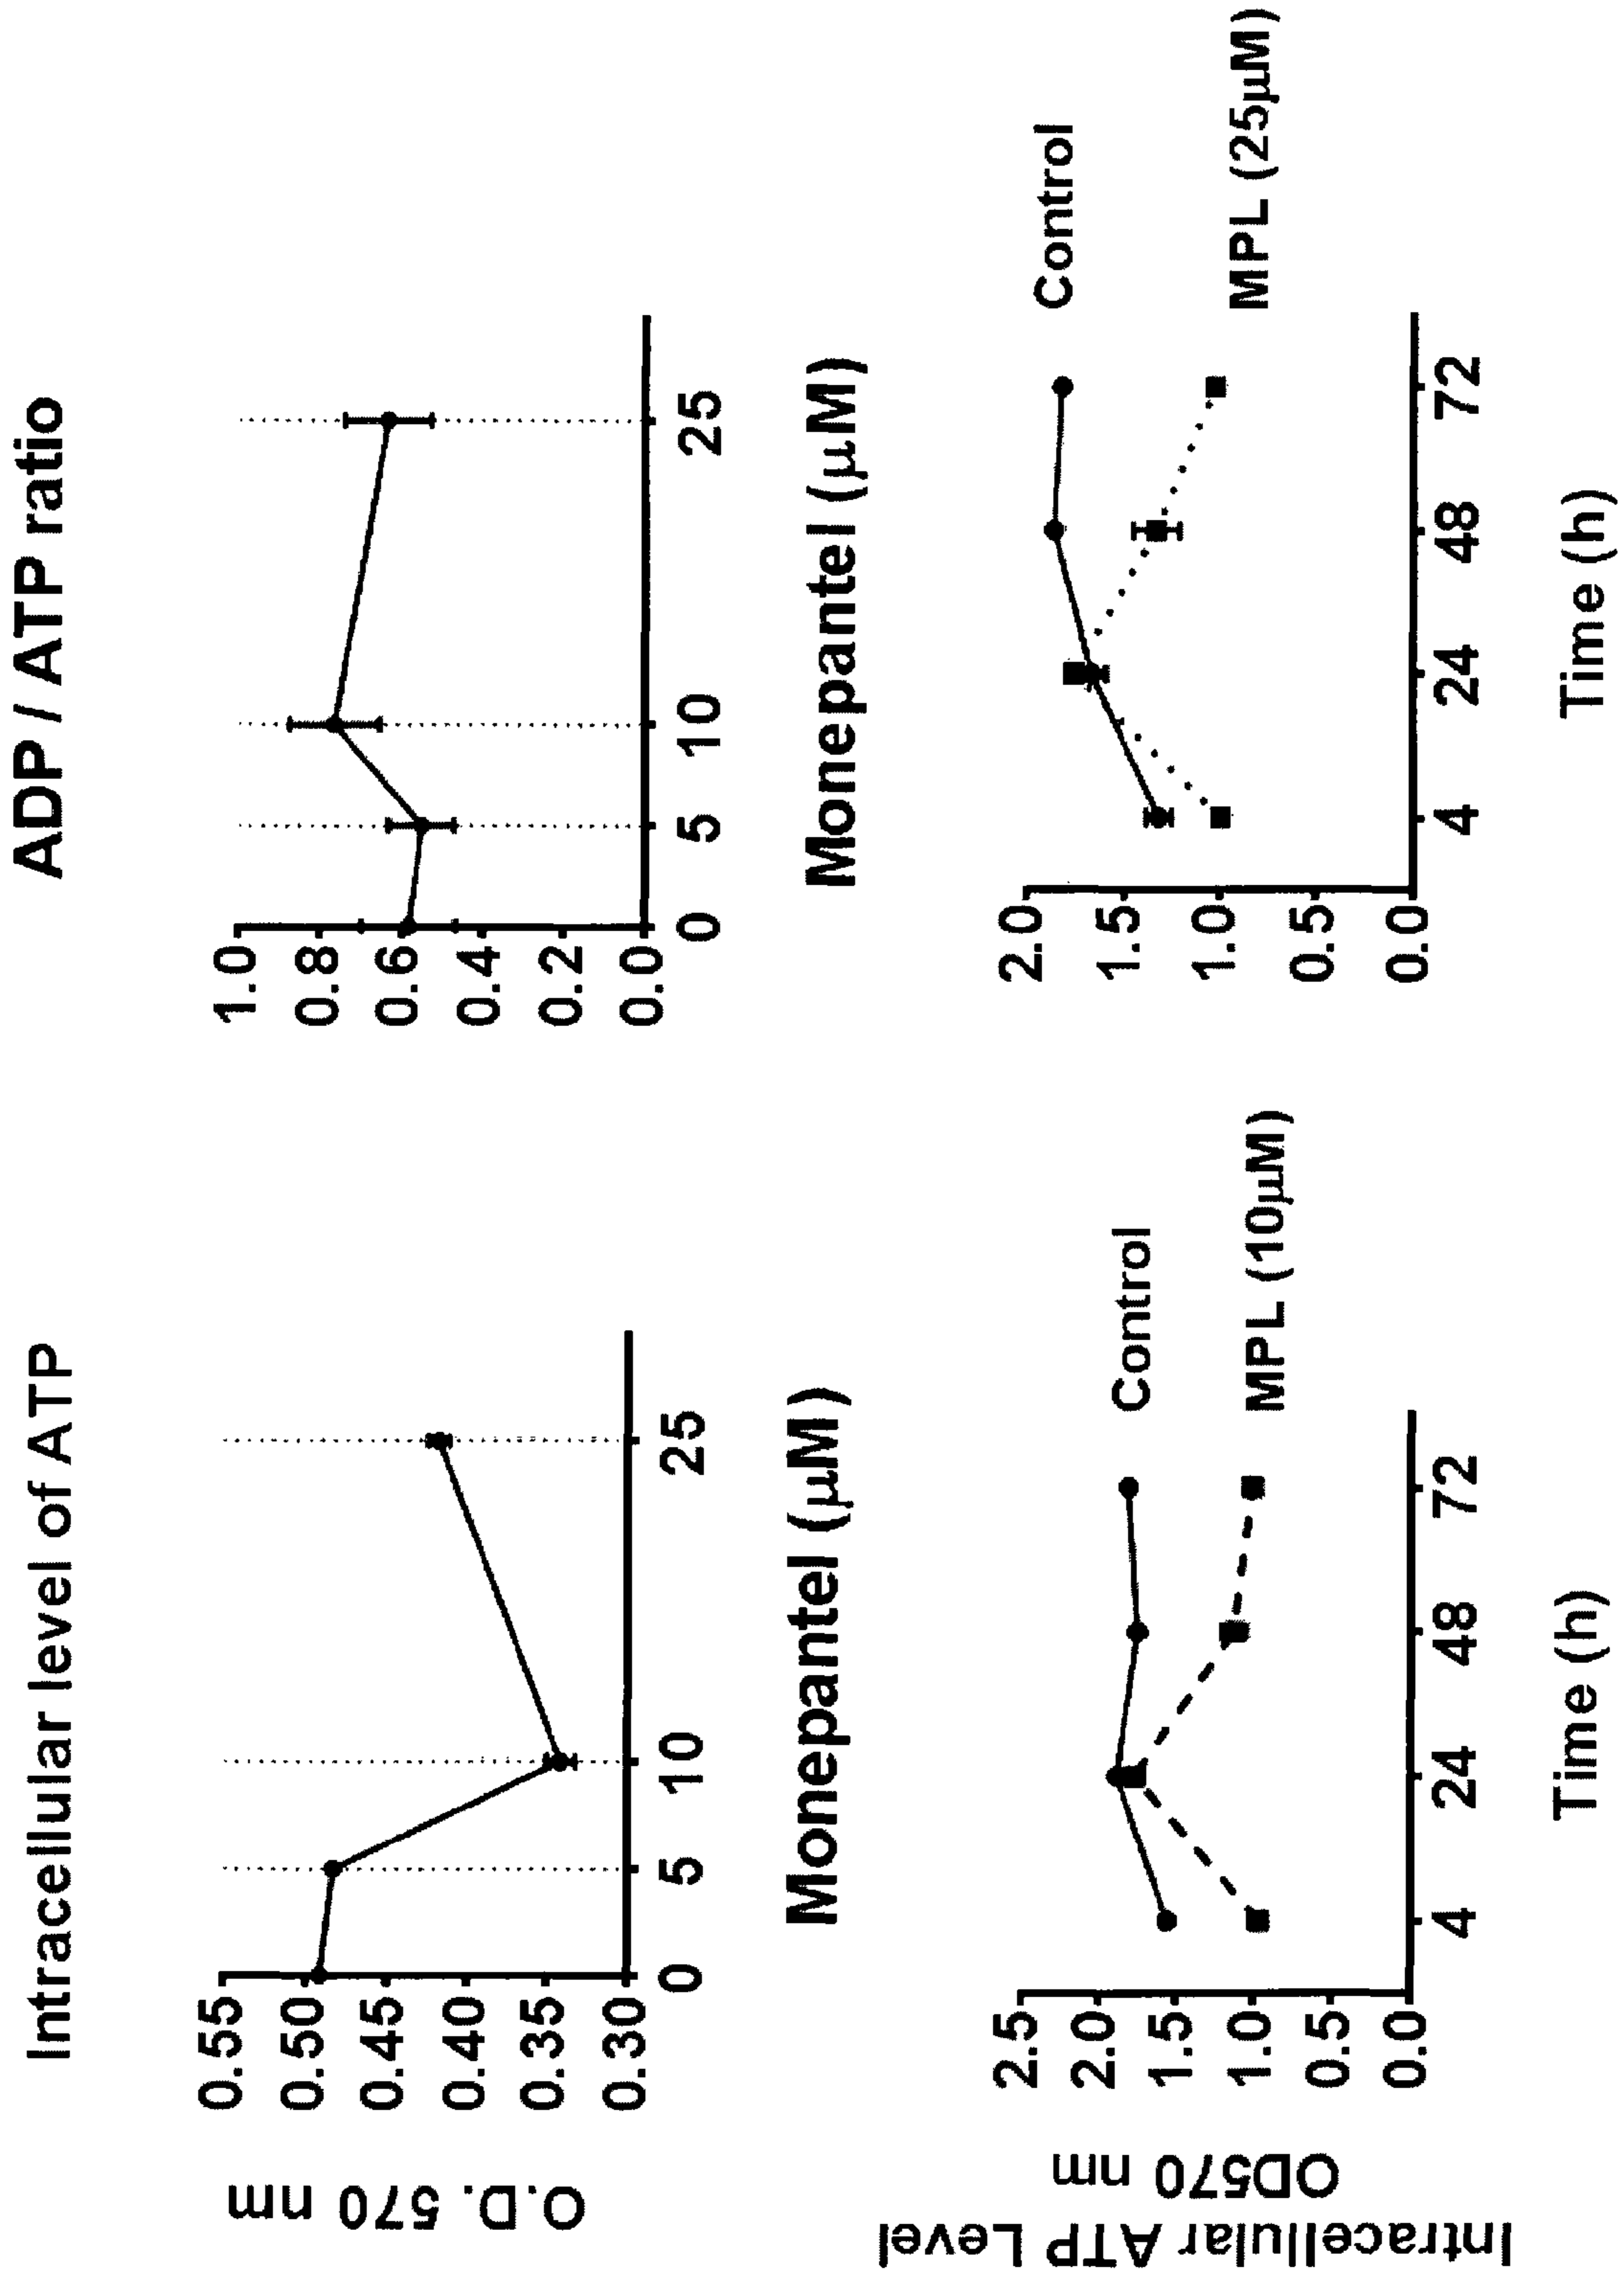 Intracellular level of ATP
O.D. 570 nm
0.55
0.50
0.45
0.40
0.35
0.30
0 5 10 25
Monepantel (µM)
ADP / ATP ratio
1.0
0.8
0.6
0.4
0.2
0.0
0 5 10 25
Monepantel (µM)
Intracellular ATP Level
OD570 nm
2.5
2.0
1.5
1.0
0.5
0.0
4 24 48 72
Time (h)
Control
MPL (10µM)
2.0
1.5
1.0
0.5
0.0
4 24 48 72
Time (h)
Control
MPL (25µM)